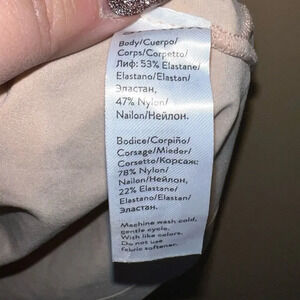 Body/Cuerpo/
Corps/Corpetto/
Лиф: 53% Elastane/
Elastano/Elastan/
Эластан,
47% Nylon/
Nailon/Нейлон.
Bodice/Corpiño/
Corsage/Mieder/
Corsetto/Корсаж:
78% Nylon/
Nailon/Нейлон,
22% Elastane/
Elastano/Elastan/
Эластан.
Machine wash cold,
gentle cycle.
With like colors.
Do not use
fabric softener.